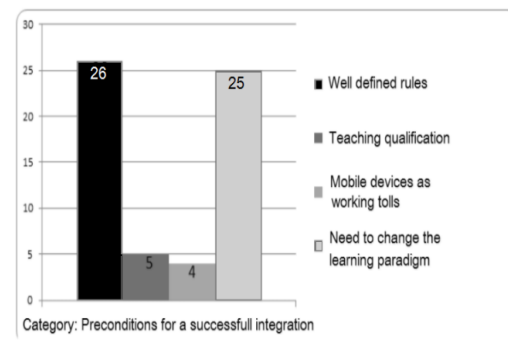 30
25
20
15
10
5
0
26
5
4
25
Well defined rules
Teaching qualification
Mobile devices as
working tolls
Need to change the
learning paradigm
Category: Preconditions for a successfull integration